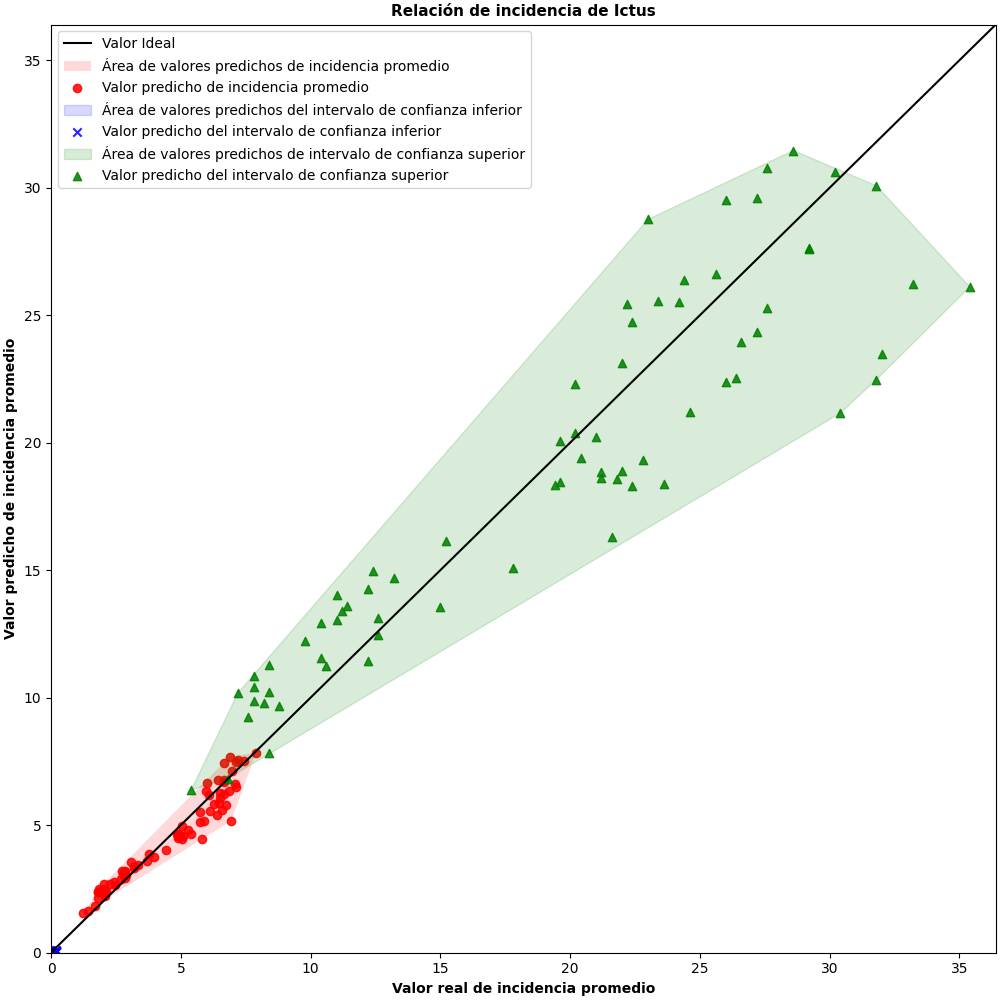 Relación de incidencia de Ictus
Valor Ideal
Área de valores predichos de incidencia promedio
Valor predicho de incidencia promedio
Área de valores predichos del intervalo de confianza inferior
Valor predicho del intervalo de confianza inferior
Área de valores predichos de intervalo de confianza superior
Valor predicho del intervalo de confianza superior
Valor predicho de incidencia promedio
35
30
25
20
15
10
5
0
0 5 10 15 20 25 30 35
Valor real de incidencia promedio